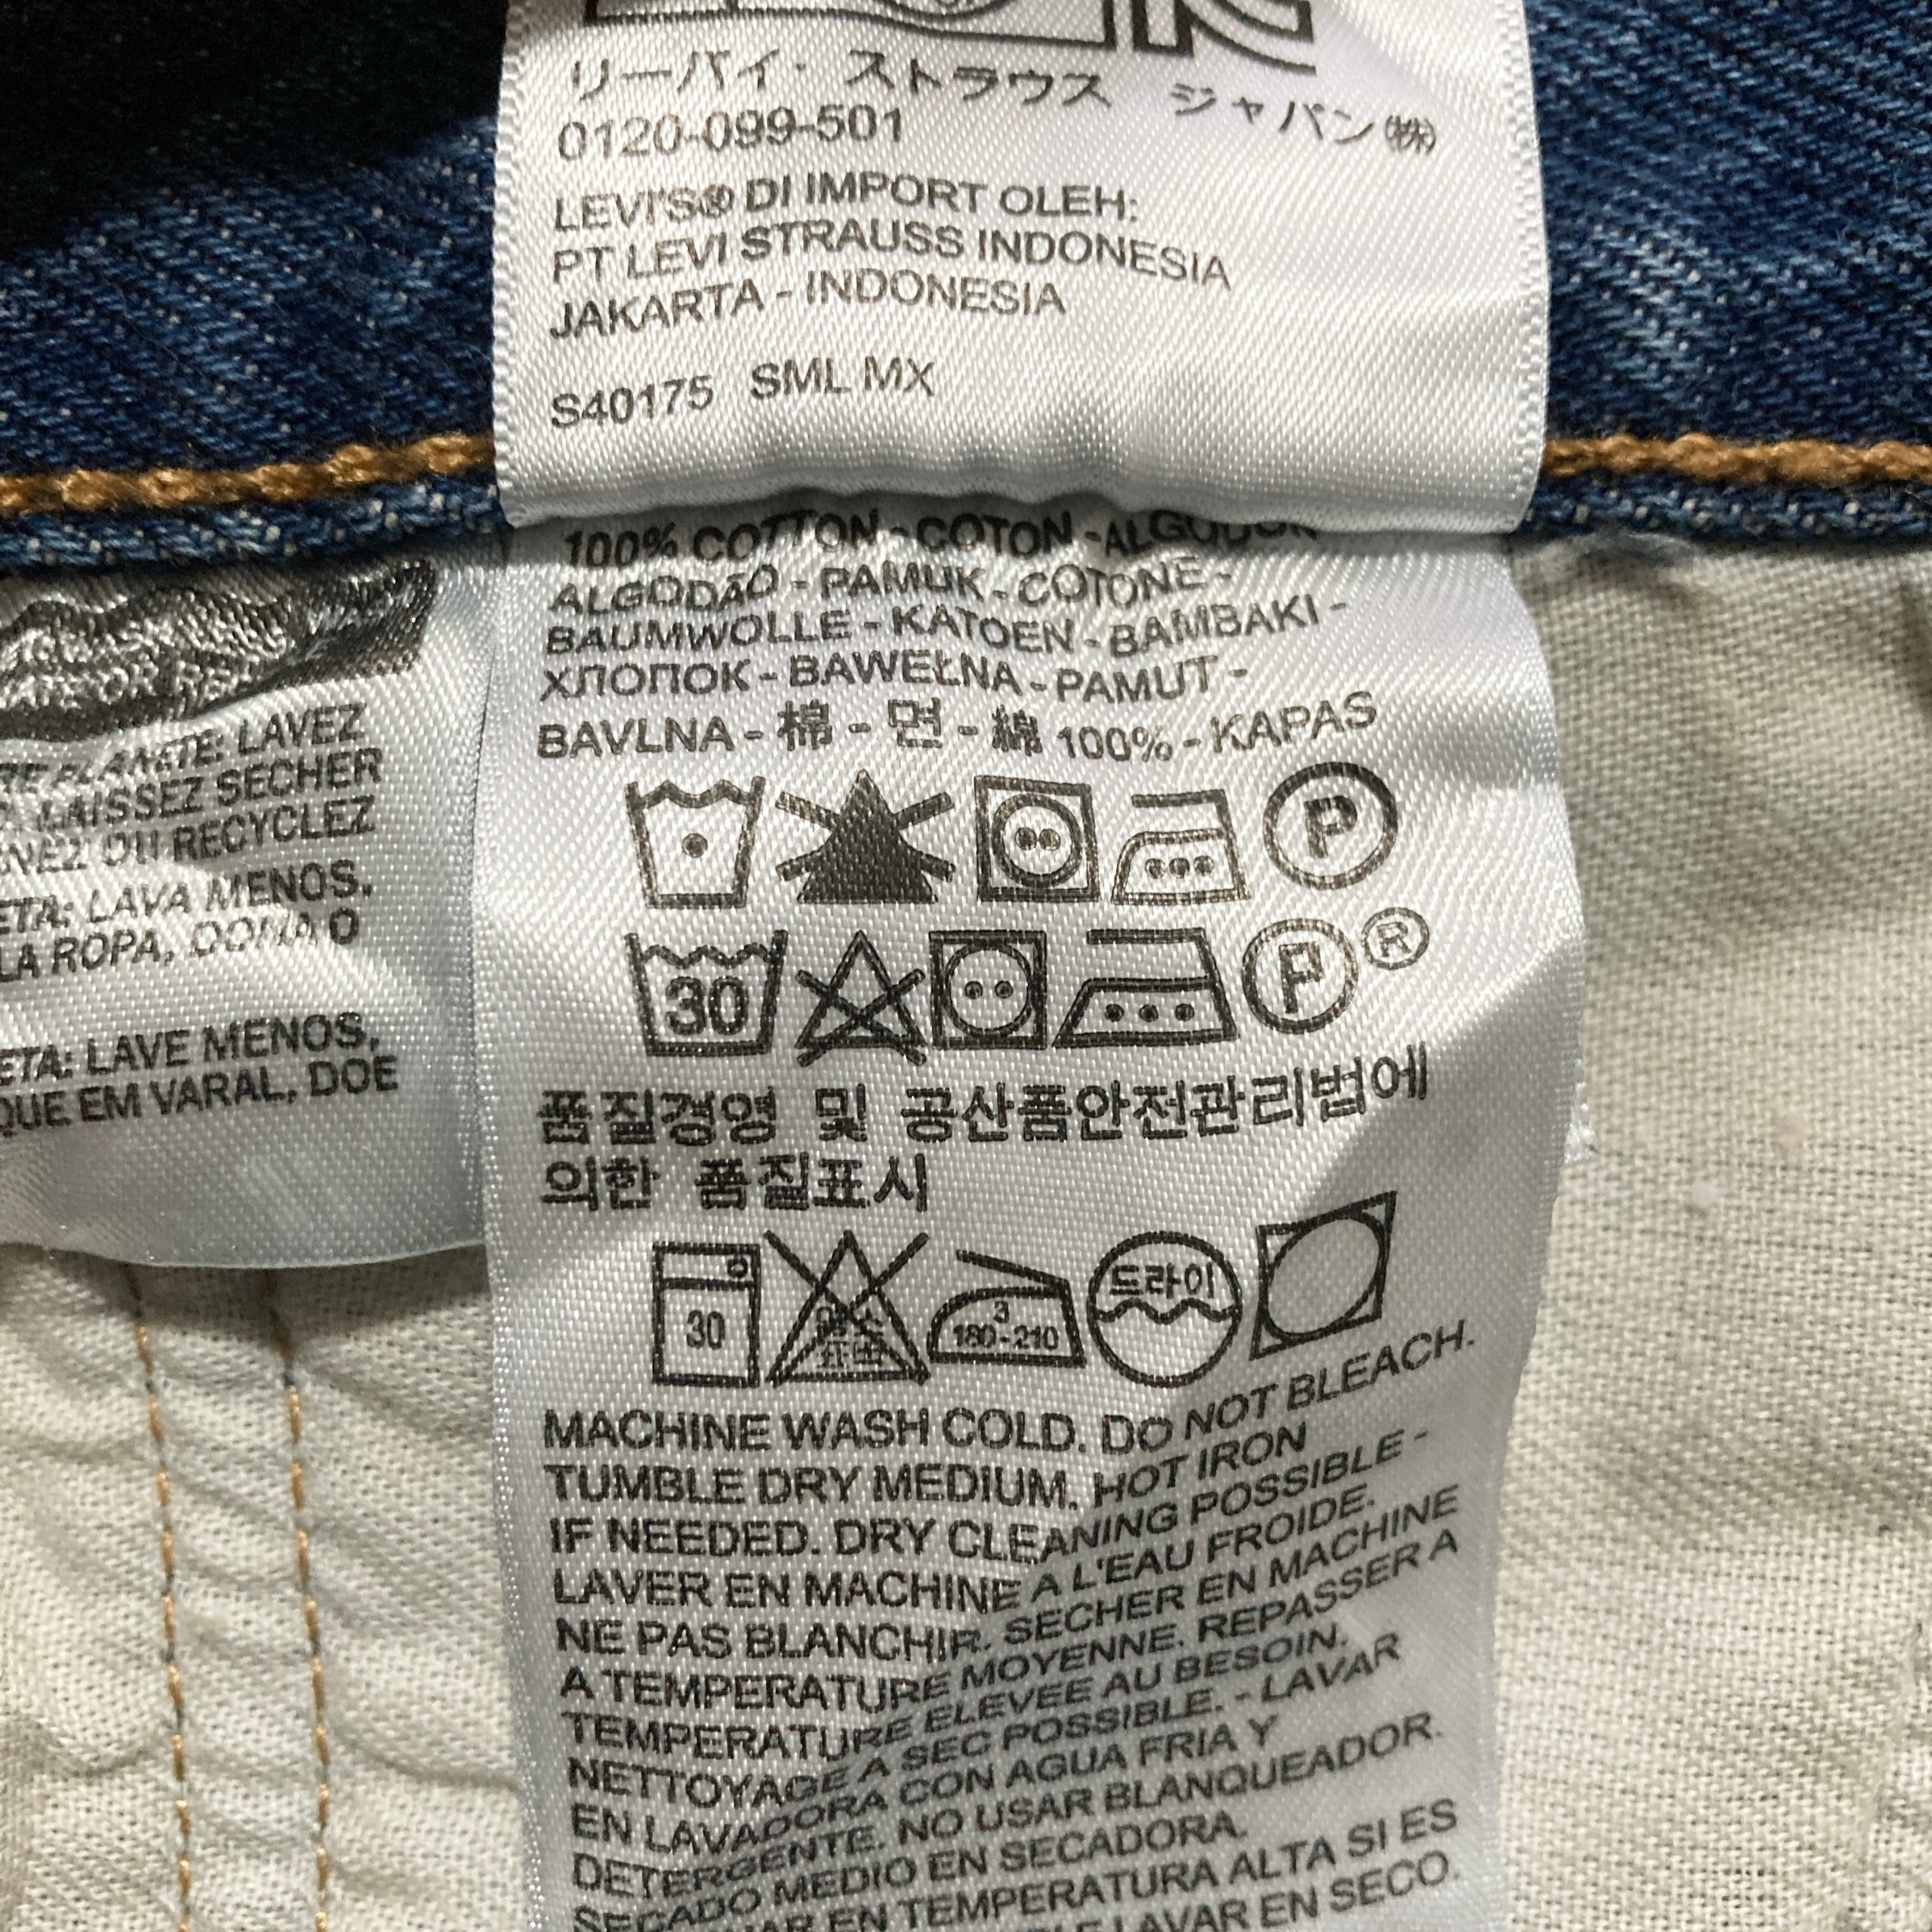 リーバイ・ストラウス ジャパン(株)
0120-099-501
LEVI'S® DI IMPORT OLEH:
PT LEVI STRAUSS INDONESIA
JAKARTA - INDONESIA
S40175 SML MX
100% COTTON - COTON - ALGODON
ALGODÃO - PAMUK - COTONE -
BAUMWOLLE - KATOEN - BAMBAKI -
ХЛОПОК - BAWEŁNA - PAMUT -
BAVLNA - 棉 - 면 - 綿 100% - KAPAS
P
30 P ®
품질경영 및 공산품안전관리법에
의한 품질표시
30 3 180-210 드라이
MACHINE WASH COLD. DO NOT BLEACH.
TUMBLE DRY MEDIUM. HOT IRON
IF NEEDED. DRY CLEANING POSSIBLE -
LAVER EN MACHINE A L'EAU FROIDE.
NE PAS BLANCHIR. SECHER EN MACHINE
A TEMPERATURE MOYENNE. REPASSER A
TEMPERATURE ELEVEE AU BESOIN.
NETTOYAGE A SEC POSSIBLE. - LAVAR
EN LAVADORA CON AGUA FRIA Y
DETERGENTE. NO USAR BLANQUEADOR.
SECADO MEDIO EN SECADORA.
EN TEMPERATURA ALTA SI ES
LAVAR EN SECO.
PLANETE: LAVEZ
LAISSEZ SECHER
OU RECYCLEZ
LAVA MENOS,
LA ROPA, DONA O
LAVE MENOS,
QUE EM VARAL, DOE